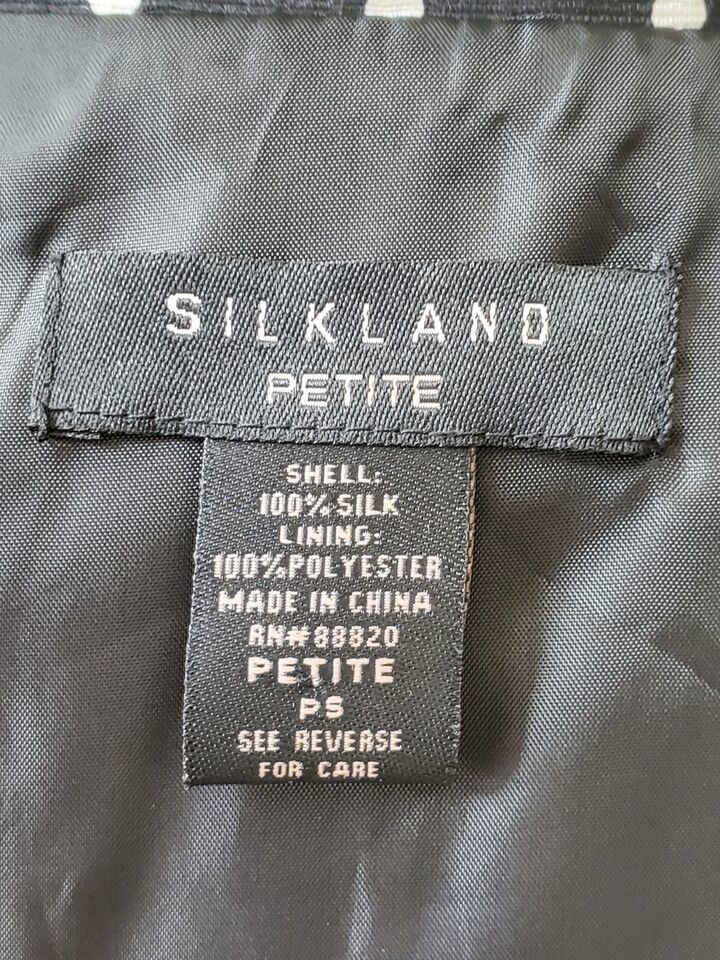 SILKLAND
PETITE
SHELL:
100% SILK
LINING:
100% POLYESTER
MADE IN CHINA
RN# 88820
PETITE
PS
SEE REVERSE
FOR CARE